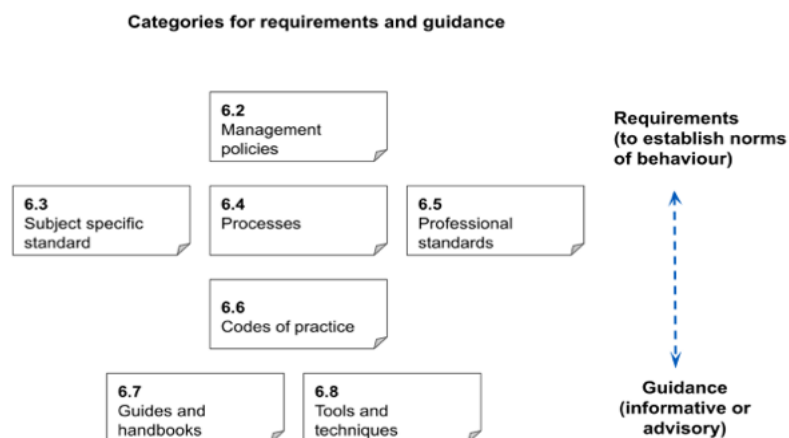 Categories for requirements and guidance
6.2
Management
policies
Requirements
(to establish norms
of behaviour)
6.3
Subject specific
standard
6.4
Processes
6.5
Professional
standards
6.6
Codes of practice
6.7
Guides and
handbooks
6.8
Tools and
techniques
Guidance
(informative or
advisory)